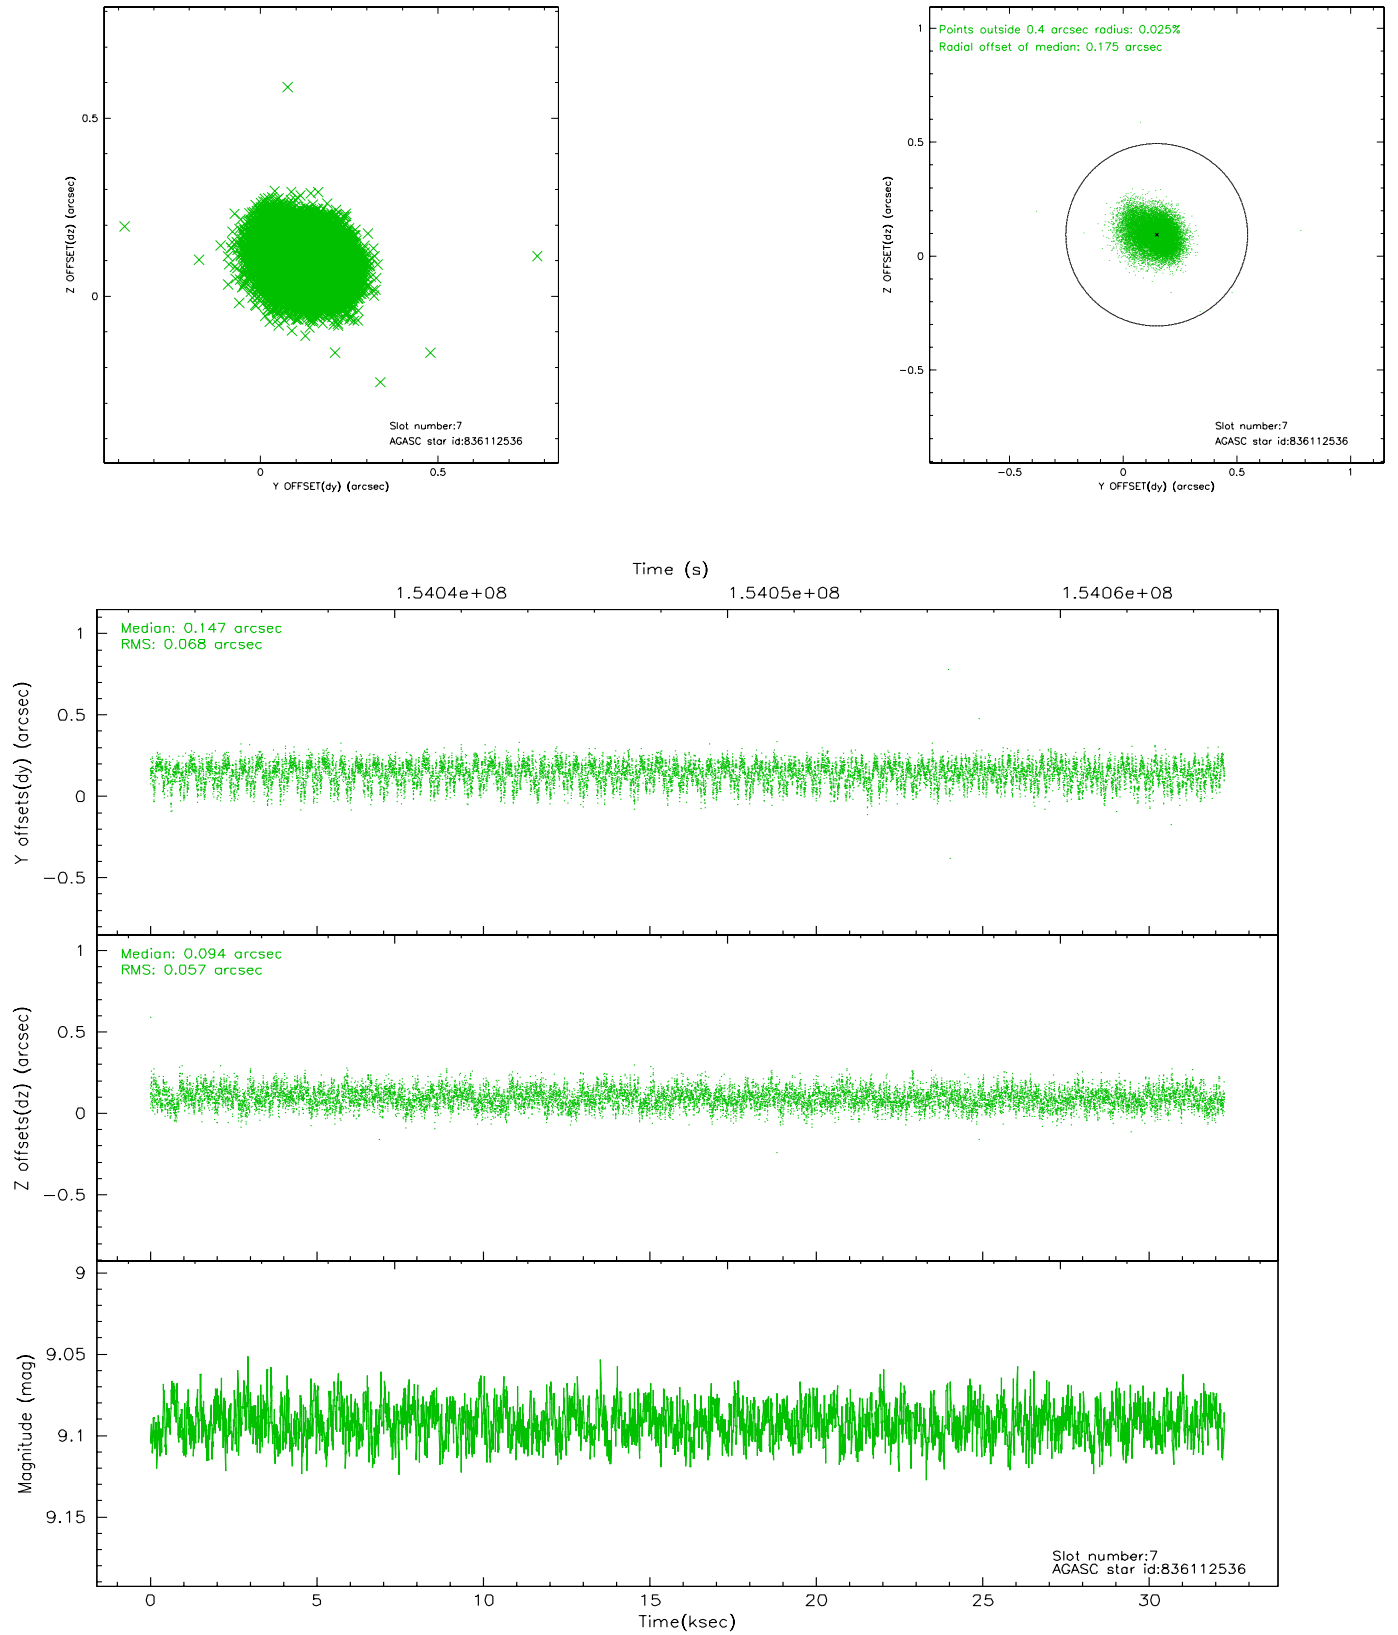 0.5
0
Z OFFSET(dz) (arcsec)
Slot number:7
AGASC star id:836112536
0
0.5
Y OFFSET(dy) (arcsec)
Points outside 0.4 arcsec radius: 0.025%
Radial offset of median: 0.175 arcsec
1
0.5
0
−0.5
Z OFFSET(dz) (arcsec)
Slot number:7
AGASC star id:836112536
−0.5
0
0.5
1
Y OFFSET(dy) (arcsec)
Time (s)
1.5404e+08
1.5405e+08
1.5406e+08
Median: 0.147 arcsec
RMS: 0.068 arcsec
1
0.5
0
−0.5
Y offsets(dy) (arcsec)
Median: 0.094 arcsec
RMS: 0.057 arcsec
1
0.5
0
−0.5
Z offsets(dz) (arcsec)
9
9.05
9.1
9.15
Magnitude (mag)
Slot number:7
AGASC star id:836112536
0
5
10
15
20
25
30
Time(ksec)